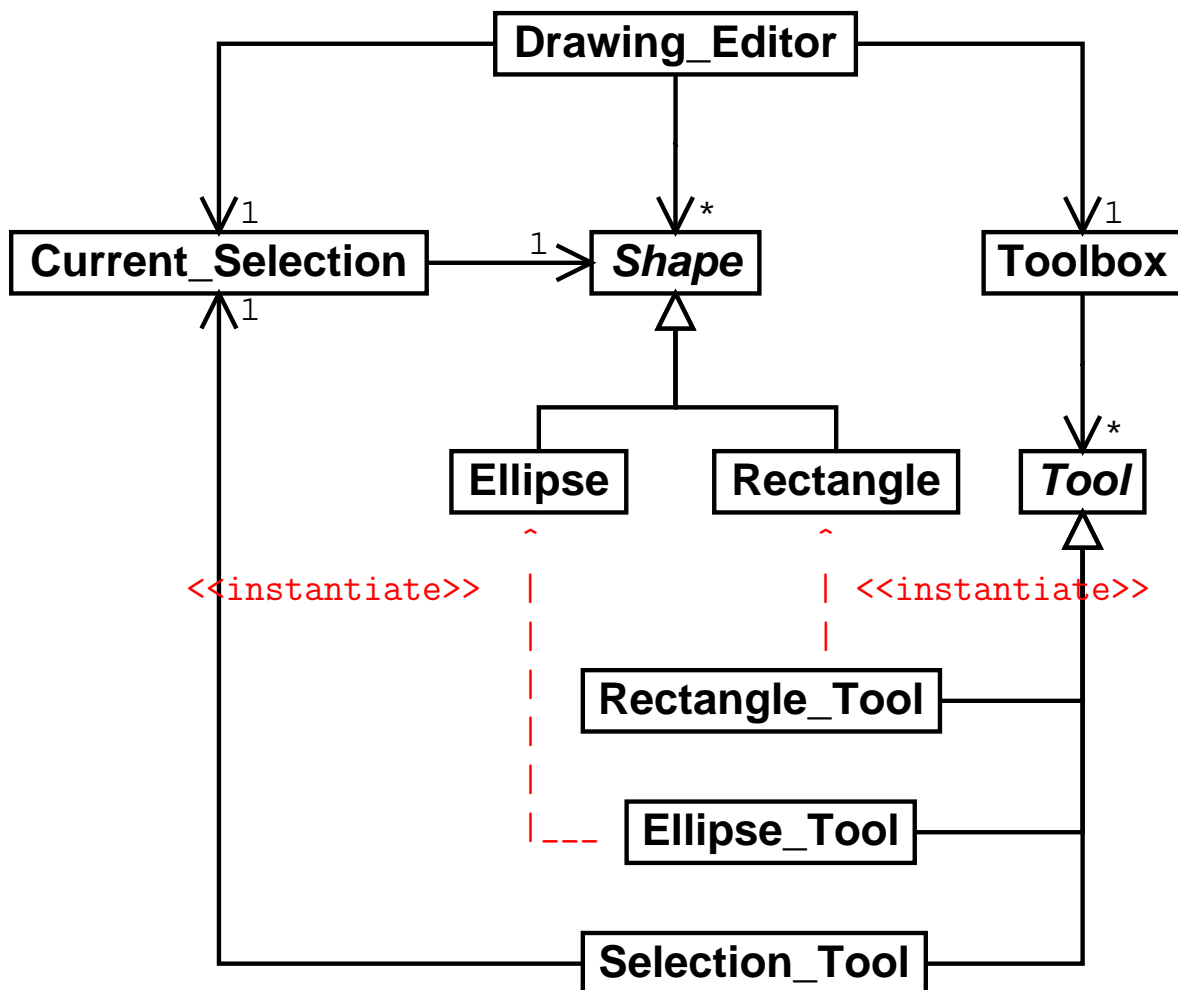 Drawing_Editor
1
*
1
Current_Selection
1
Shape
Toolbox
1
*
Ellipse
Rectangle
Tool
<<instantiate>>
<<instantiate>>
Rectangle_Tool
Ellipse_Tool
Selection_Tool